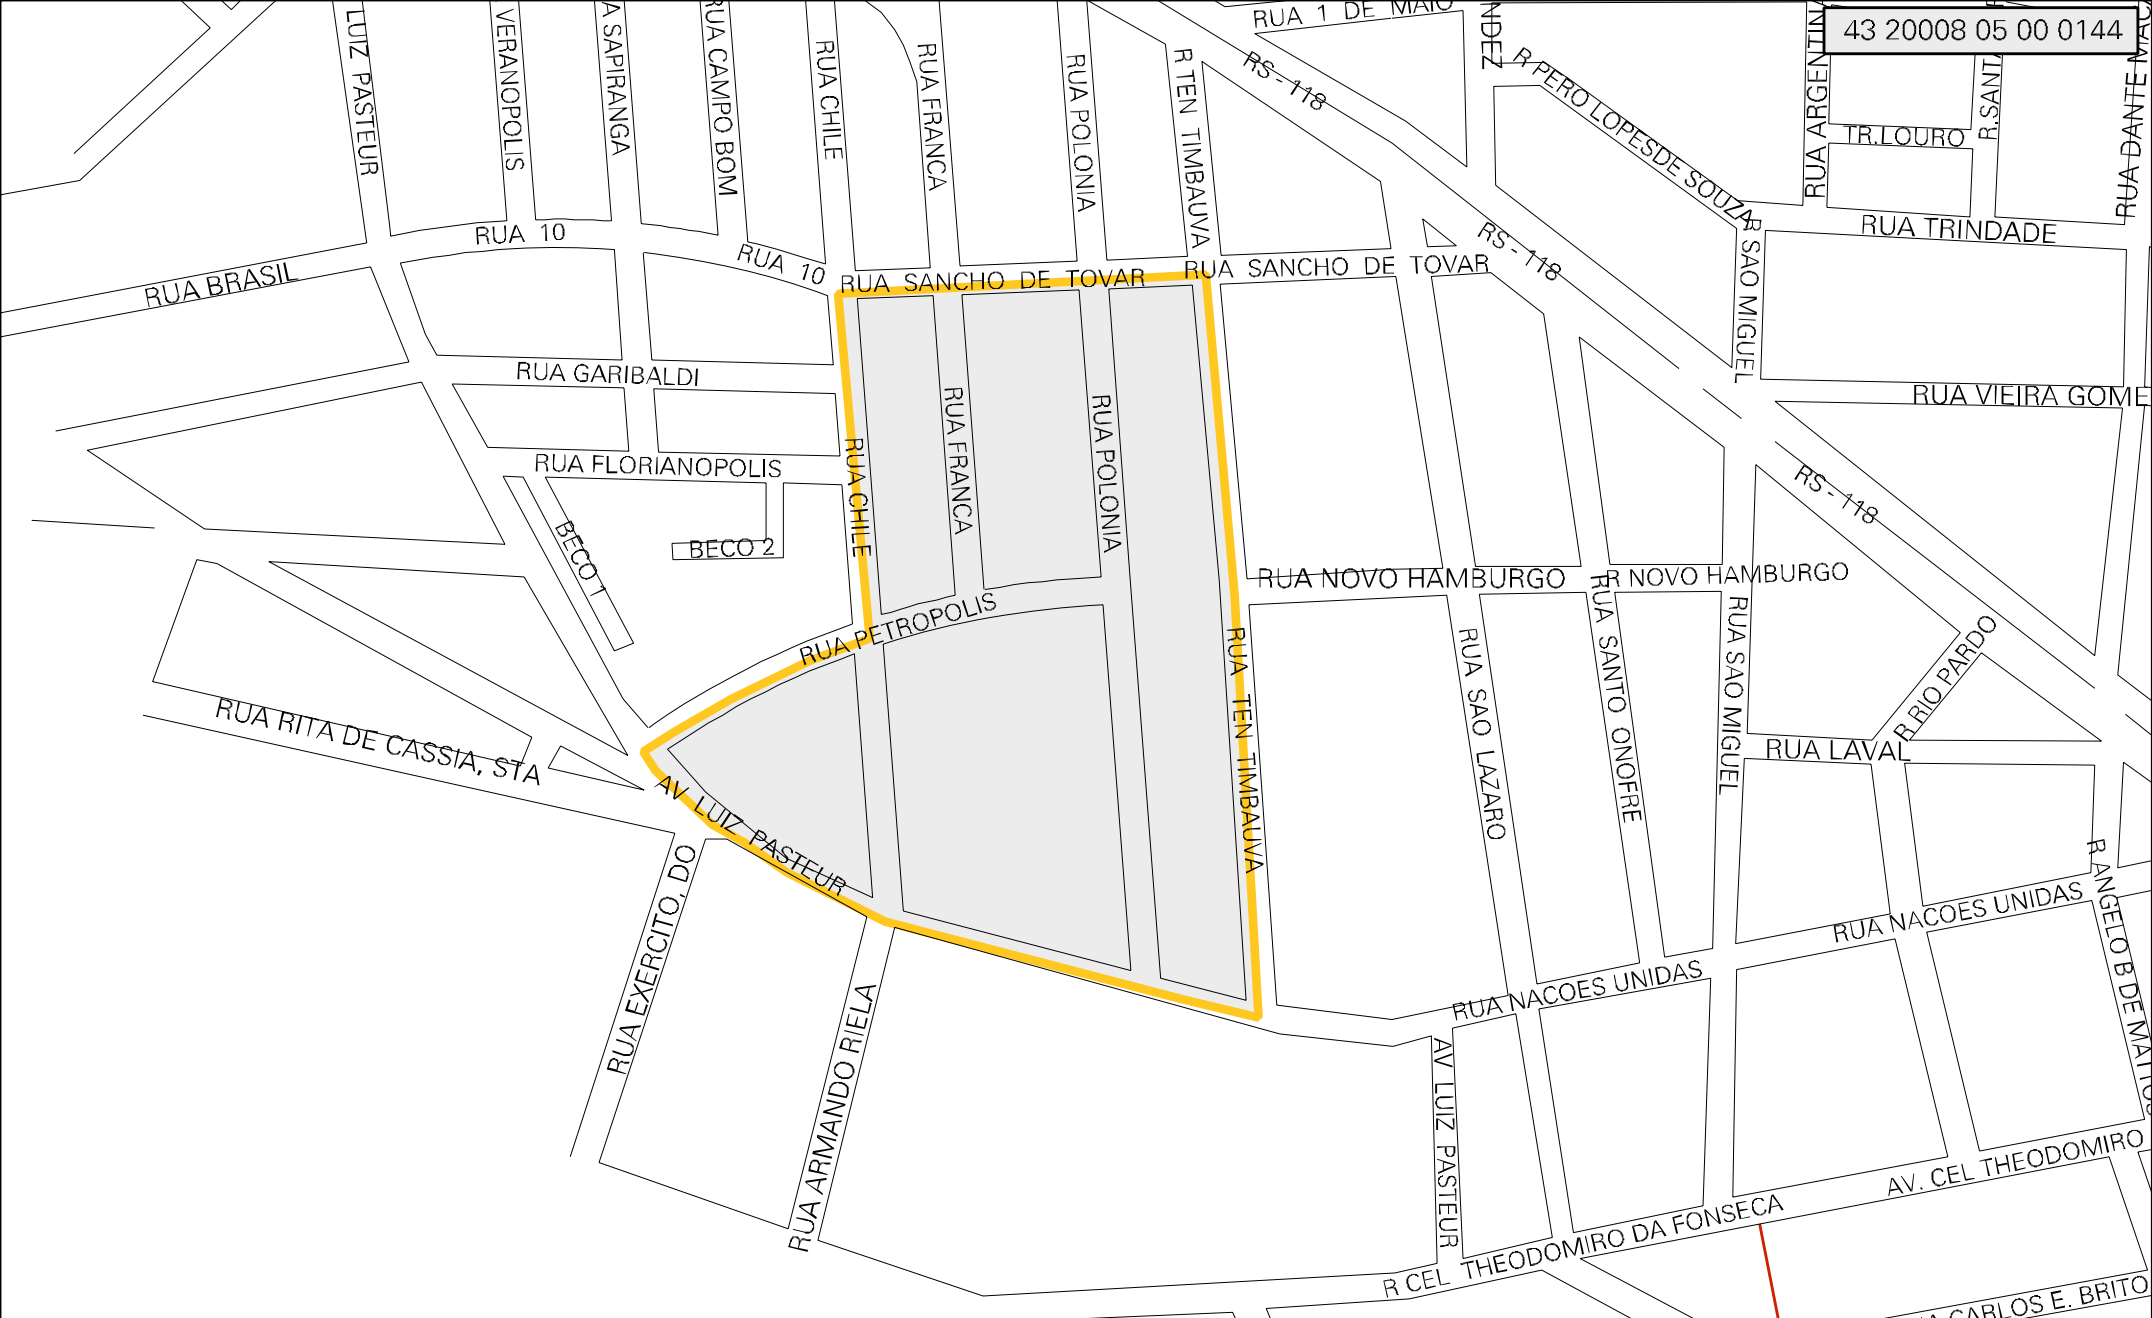 43 20008 05 00 0144
LUIZ PASTEUR
VERANOPOLIS
A SAPIRANGA
RUA CAMPO BOM
RUA CHILE
RUA FRANCA
RUA POLONIA
R TEN TIMBAUVA
RUA 1 DE MAIO
RS - 118
NDEZ
R PERO LOPESDE SOUZA
RUA ARGENTIN
TR.LOURO
R.SANTA
RUA DANTE MAC
RUA TRINDADE
R SAO MIGUEL
RS - 118
RUA 10
RUA 10
RUA BRASIL
RUA SANCHO DE TOVAR
RUA SANCHO DE TOVAR
RUA GARIBALDI
RUA VIEIRA GOME
RUA FLORIANOPOLIS
RUA CHILE
RUA FRANCA
RUA POLONIA
RS - 118
BECO 1
BECO 2
RUA NOVO HAMBURGO
R NOVO HAMBURGO
RUA PETROPOLIS
RUA TEN TIMBAUVA
RUA SAO LAZARO
RUA SANTO ONOFRE
RUA SAO MIGUEL
R RIO PARDO
RUA LAVAL
RUA RITA DE CASSIA, STA
AV LUIZ PASTEUR
RUA EXERCITO, DO
RUA ARMANDO RIELA
RUA NACOES UNIDAS
RUA NACOES UNIDAS
R ANGELO B DE MATTOS
AV LUIZ PASTEUR
R CEL THEODOMIRO DA FONSECA
AV. CEL THEODOMIRO
A CARLOS E. BRITO